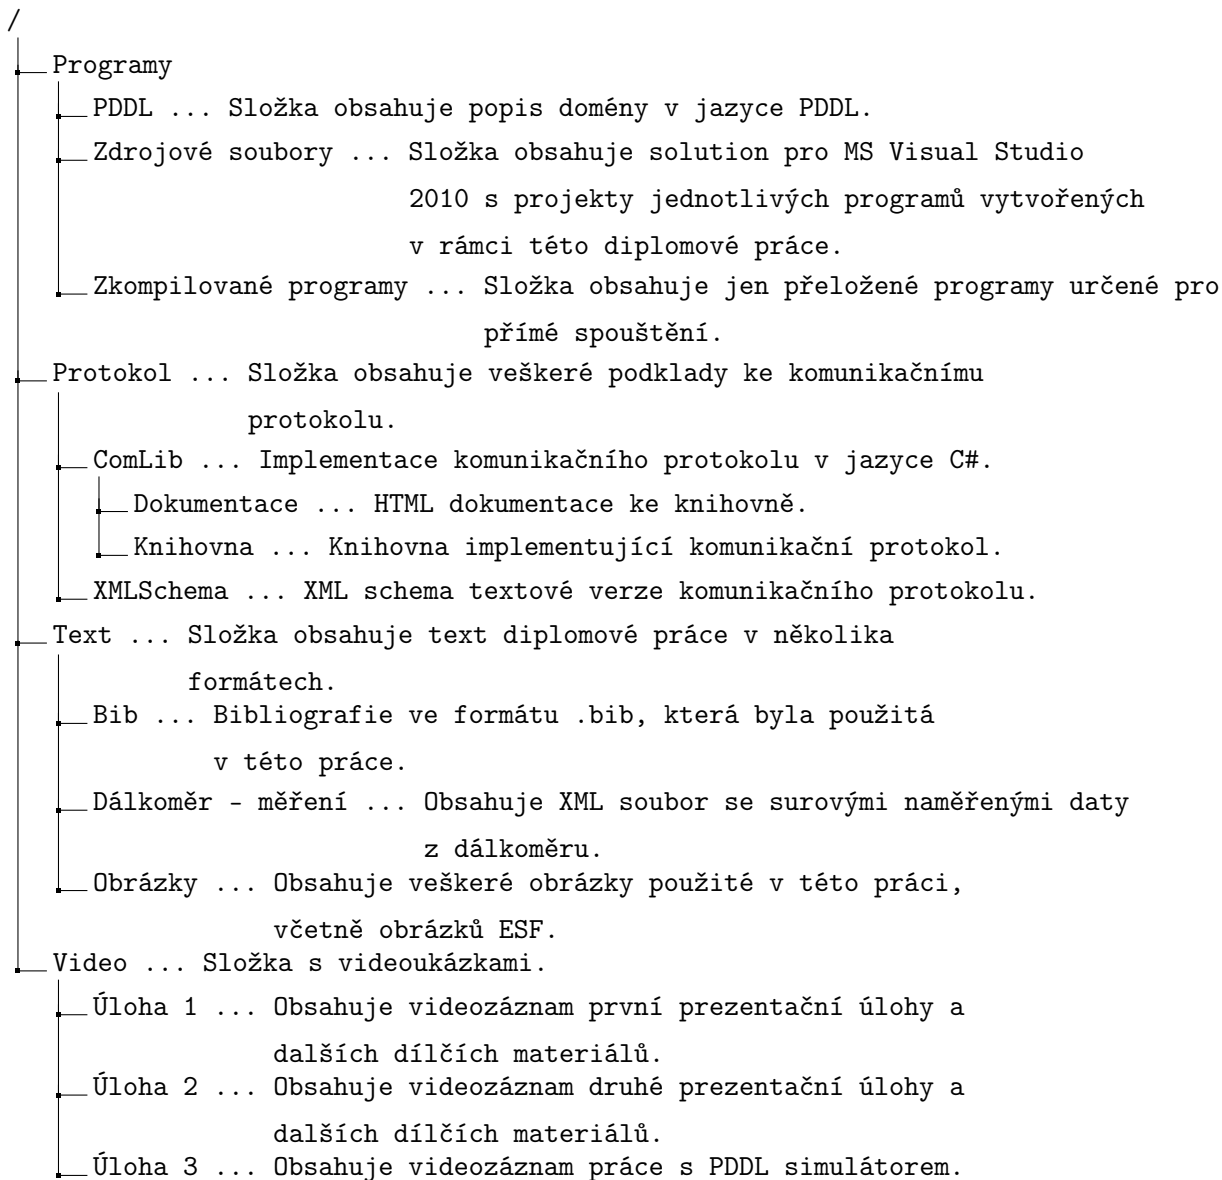 /
Programy
PDDL ... Složka obsahuje popis domény v jazyce PDDL.
Zdrojové soubory ... Složka obsahuje solution pro MS Visual Studio
2010 s projekty jednotlivých programů vytvořených
v rámci této diplomové práce.
Zkompilované programy ... Složka obsahuje jen přeložené programy určené pro
přímé spouštění.
Protokol ... Složka obsahuje veškeré podklady ke komunikačnímu
protokolu.
ComLib ... Implementace komunikačního protokolu v jazyce C#.
Dokumentace ... HTML dokumentace ke knihovně.
Knihovna ... Knihovna implementující komunikační protokol.
XMLSchema ... XML schema textové verze komunikačního protokolu.
Text ... Složka obsahuje text diplomové práce v několika
formátech.
Bib ... Bibliografie ve formátu .bib, která byla použitá
v této práce.
Dálkoměr - měření ... Obsahuje XML soubor se surovými naměřenými daty
z dálkoměru.
Obrázky ... Obsahuje veškeré obrázky použité v této práci,
včetně obrázků ESF.
Video ... Složka s videoukázkami.
Úloha 1 ... Obsahuje videozáznam první prezentační úlohy a
dalších dílčích materiálů.
Úloha 2 ... Obsahuje videozáznam druhé prezentační úlohy a
dalších dílčích materiálů.
Úloha 3 ... Obsahuje videozáznam práce s PDDL simulátorem.